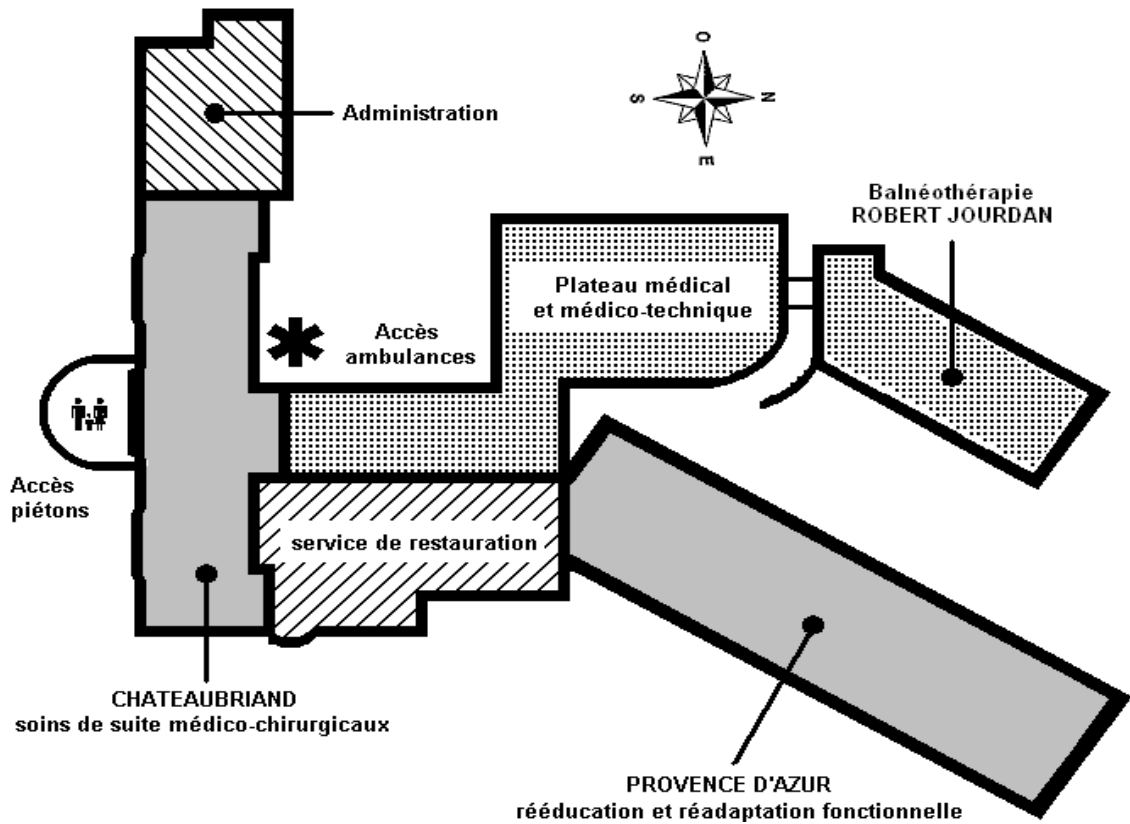 O
S
N
E
Administration
Balnéothérapie
ROBERT JOURDAN
Plateau médical
et médico-technique
Accès
ambulances
Accès
piétons
service de restauration
CHATEAUBRIAND
soins de suite médico-chirurgicaux
PROVENCE D'AZUR
rééducation et réadaptation fonctionnelle